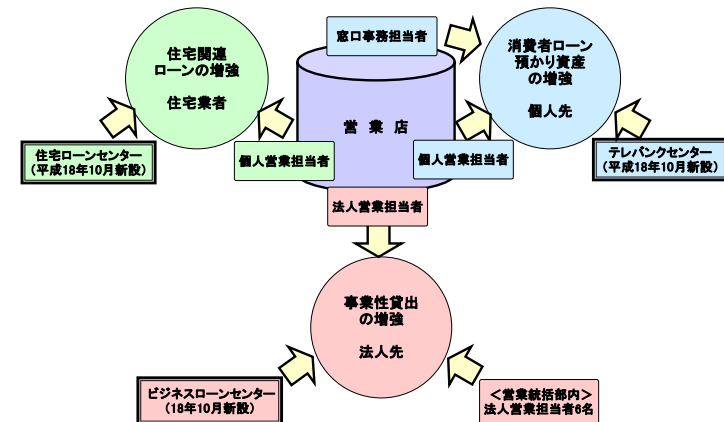 窓口事務担当者
住宅関連
ローンの増強
住宅業者
消費者ローン
預かり資産
の増強
個人先
営業店
住宅ローンセンター
(平成18年10月新設)
個人営業担当者
個人営業担当者
テレバンクセンター
(平成18年10月新設)
法人営業担当者
事業性貸出
の増強
法人先
ビジネスローンセンター
(18年10月新設)
＜営業統括部内＞
法人営業担当者6名